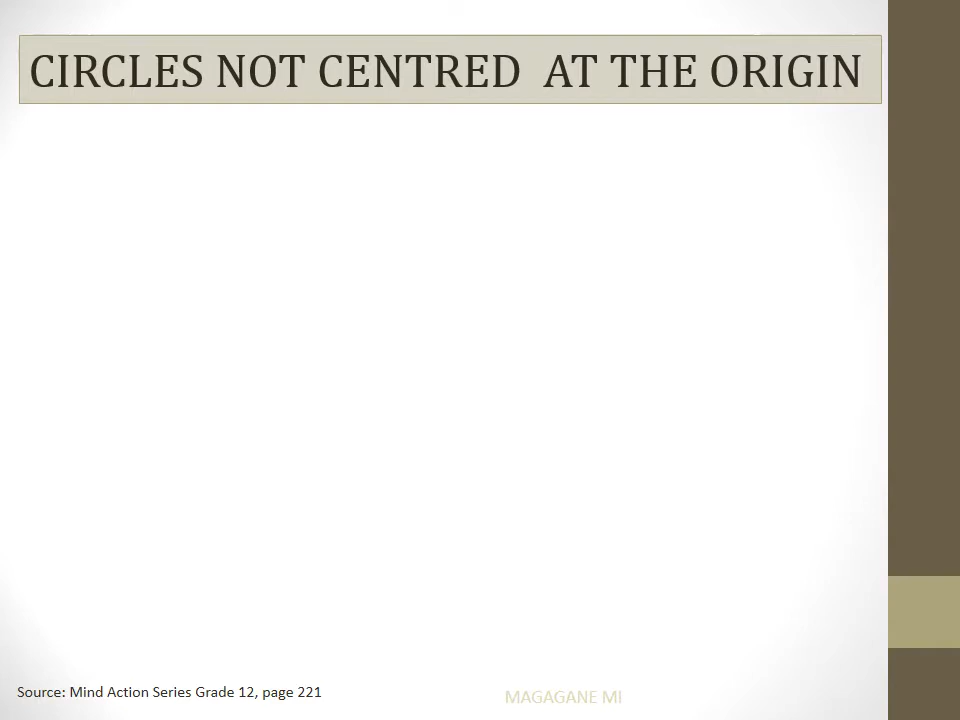 CIRCLES NOT CENTRED AT THE ORIGIN
Source: Mind Action Series Grade 12, page 221
MAGAGANE MI